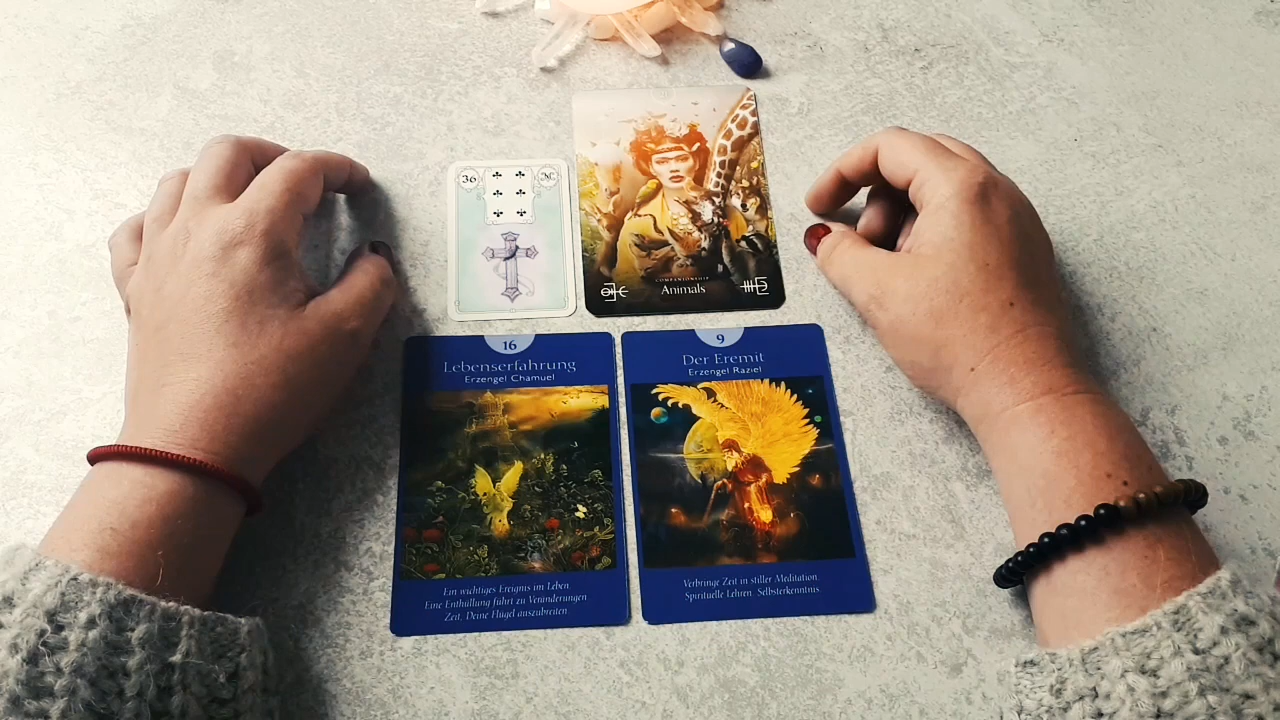 36
COMPANIONSHIP
Animals
16
Lebenserfahrung
Erzengel Chamuel
Ein wichtiges Ereignis im Leben.
Eine Enthüllung führt zu Veränderungen
Zeit, Deine Flügel auszubreiten.
9
Der Eremit
Erzengel Raziel
Verbringe Zeit in stiller Meditation.
Spirituelle Lehren. Selbsterkenntnis.